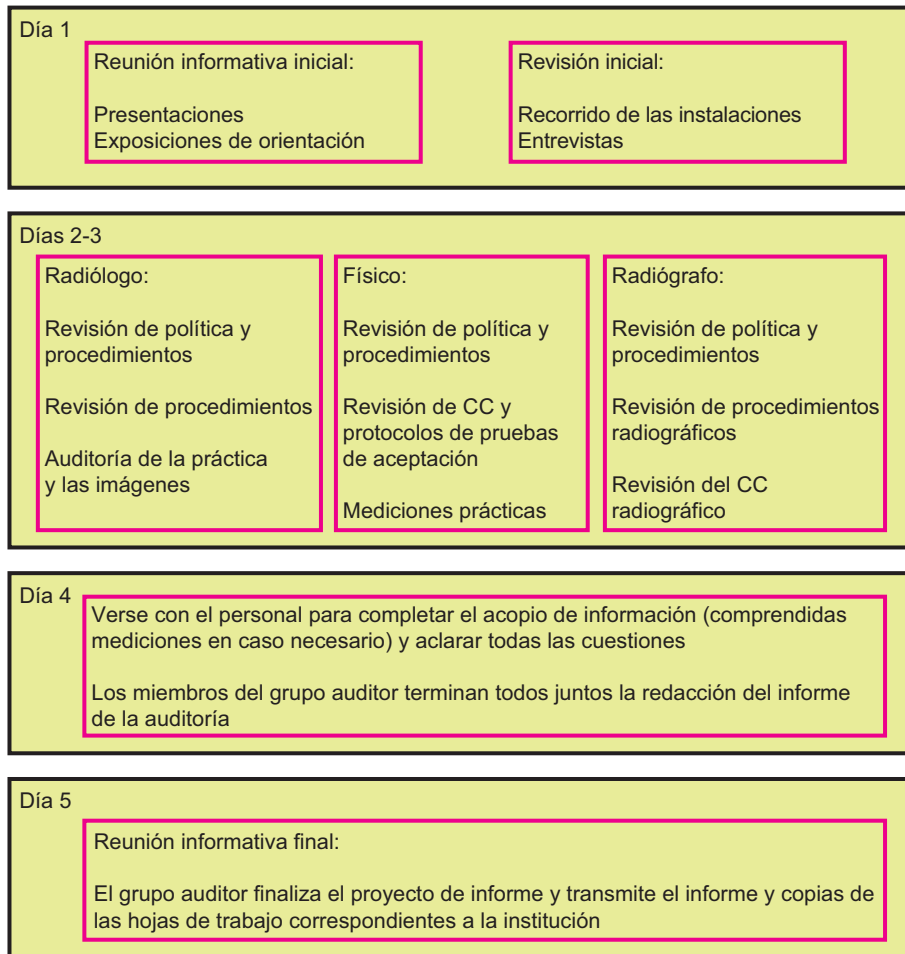 Día 1
Reunión informativa inicial:
Presentaciones
Exposiciones de orientación
Revisión inicial:
Recorrido de las instalaciones
Entrevistas
Días 2-3
Radiólogo:
Revisión de política y
procedimientos
Revisión de procedimientos
Auditoría de la práctica
y las imágenes
Físico:
Revisión de política y
procedimientos
Revisión de CC y
protocolos de pruebas
de aceptación
Mediciones prácticas
Radiógrafo:
Revisión de política y
procedimientos
Revisión de procedimientos
radiográficos
Revisión del CC
radiográfico
Día 4
Verse con el personal para completar el acopio de información (comprendidas
mediciones en caso necesario) y aclarar todas las cuestiones
Los miembros del grupo auditor terminan todos juntos la redacción del informe
de la auditoría
Día 5
Reunión informativa final:
El grupo auditor finaliza el proyecto de informe y transmite el informe y copias de
las hojas de trabajo correspondientes a la institución